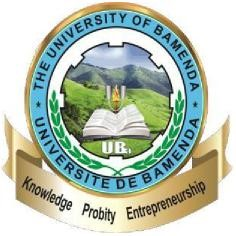 THE UNIVERSITY OF BAMENDA
UBa
UNIVERSITE DE BAMENDA
Knowledge Probity Entrepreneurship